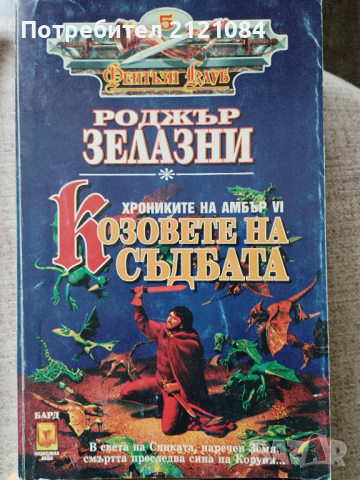 Потребител 2121084
5
Фентъзи Клуб
РОДЖЪР
ЗЕЛАЗНИ
ХРОНИКИТЕ НА АМБЪР VI
КОЗОВЕТЕ НА
СЪДБАТА
БАРД
В света на Сянката, наречен Земя,
смъртта преследва сина на Коруин...